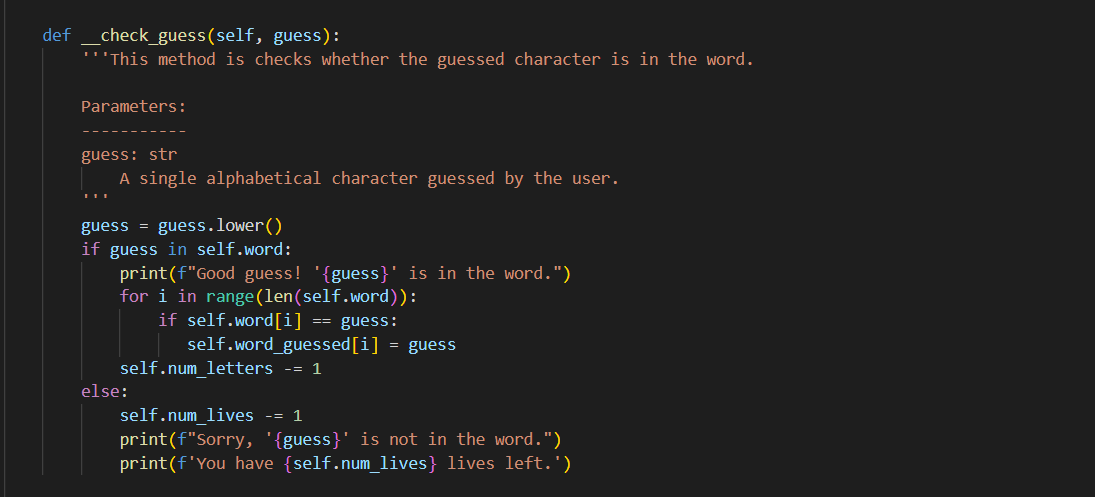 def __check_guess(self, guess):
    '''This method is checks whether the guessed character is in the word.

    Parameters:
    -----------
    guess: str
        A single alphabetical character guessed by the user.
    '''
    guess = guess.lower()
    if guess in self.word:
        print(f"Good guess! '{guess}' is in the word.")
        for i in range(len(self.word)):
            if self.word[i] == guess:
               self.word_guessed[i] = guess
        self.num_letters -= 1
    else:
        self.num_lives -= 1
        print(f"Sorry, '{guess}' is not in the word.")
        print(f'You have {self.num_lives} lives left.')